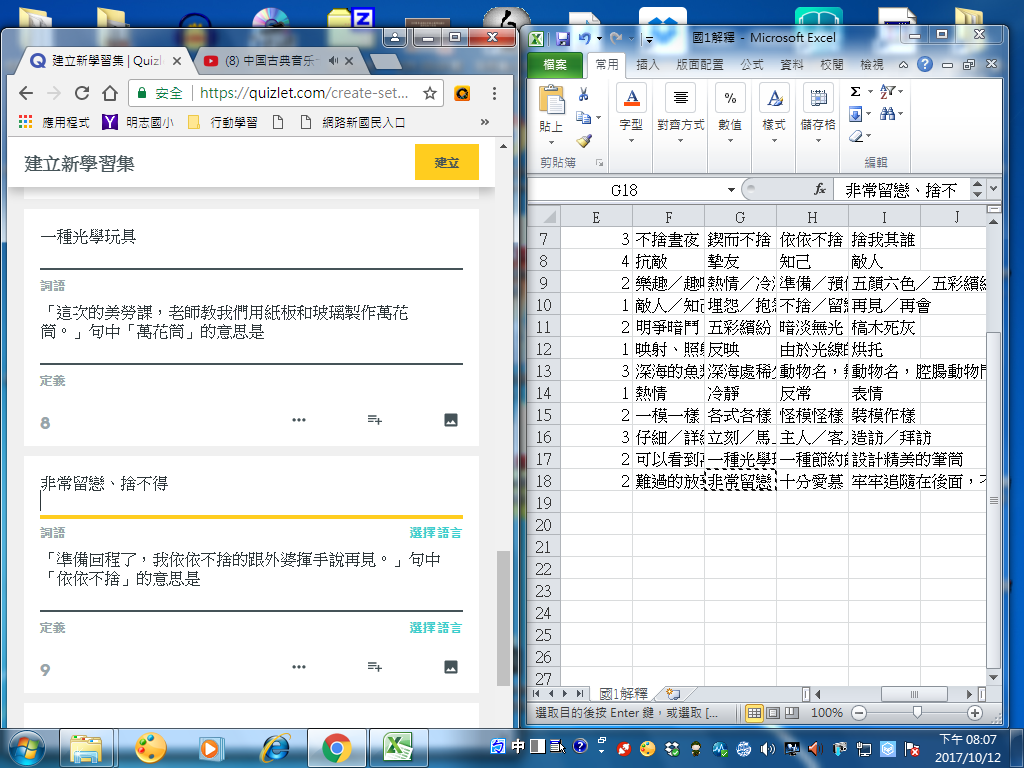 建立新學習集 | Quizl
(8) 中国古典音乐
安全
https://quizlet.com/create-set...
應用程式
明志國小
行動學習
網路新國民入口
»
建立新學習集
建立
一種光學玩具
詞語
「這次的美勞課，老師教我們用紙板和玻璃製作萬花
筒。」句中「萬花筒」的意思是
定義
8
非常留戀、捨不得
詞語
選擇語言
「準備回程了，我依依不捨的跟外婆揮手說再見。」句中
「依依不捨」的意思是
定義
選擇語言
9
國1解釋 - Microsoft Excel
檔案
常用
插入
版面配置
公式
資料
校閱
檢視
貼上
字型
對齊方式
數值
樣式
儲存格
剪貼簿
編輯
G18
fx
非常留戀、捨不
E F G H I J
7 3 不捨晝夜 鍥而不捨 依依不捨 捨我其誰
8 4 抗敵 摯友 知己 敵人
9 2 樂趣／趣 熱情／冷 準備／預 五顏六色／五彩繽
10 1 敵人／知 埋怨／抱 不捨／留 再見／再會
11 2 明爭暗鬥 五彩繽紛 暗淡無光 槁木死灰
12 1 映射、照 反映 由於光線 烘托
13 3 深海的魚 深海處稀 動物名， 動物名，腔腸動物
14 1 熱情 冷靜 反常 表情
15 2 一模一樣 各式各樣 怪模怪樣 裝模作樣
16 3 仔細／詳 立刻／馬 主人／客 造訪／拜訪
17 2 可以看到 一種光學 一種節約 設計精美的筆筒
18 2 難過的放 非常留戀 十分愛慕 牢牢追隨在後面，
19
20
21
22
23
24
25
26
27
國1解釋
選取目的後按 Enter 鍵，或選取 [...
100%
中
下午 08:07
2017/10/12